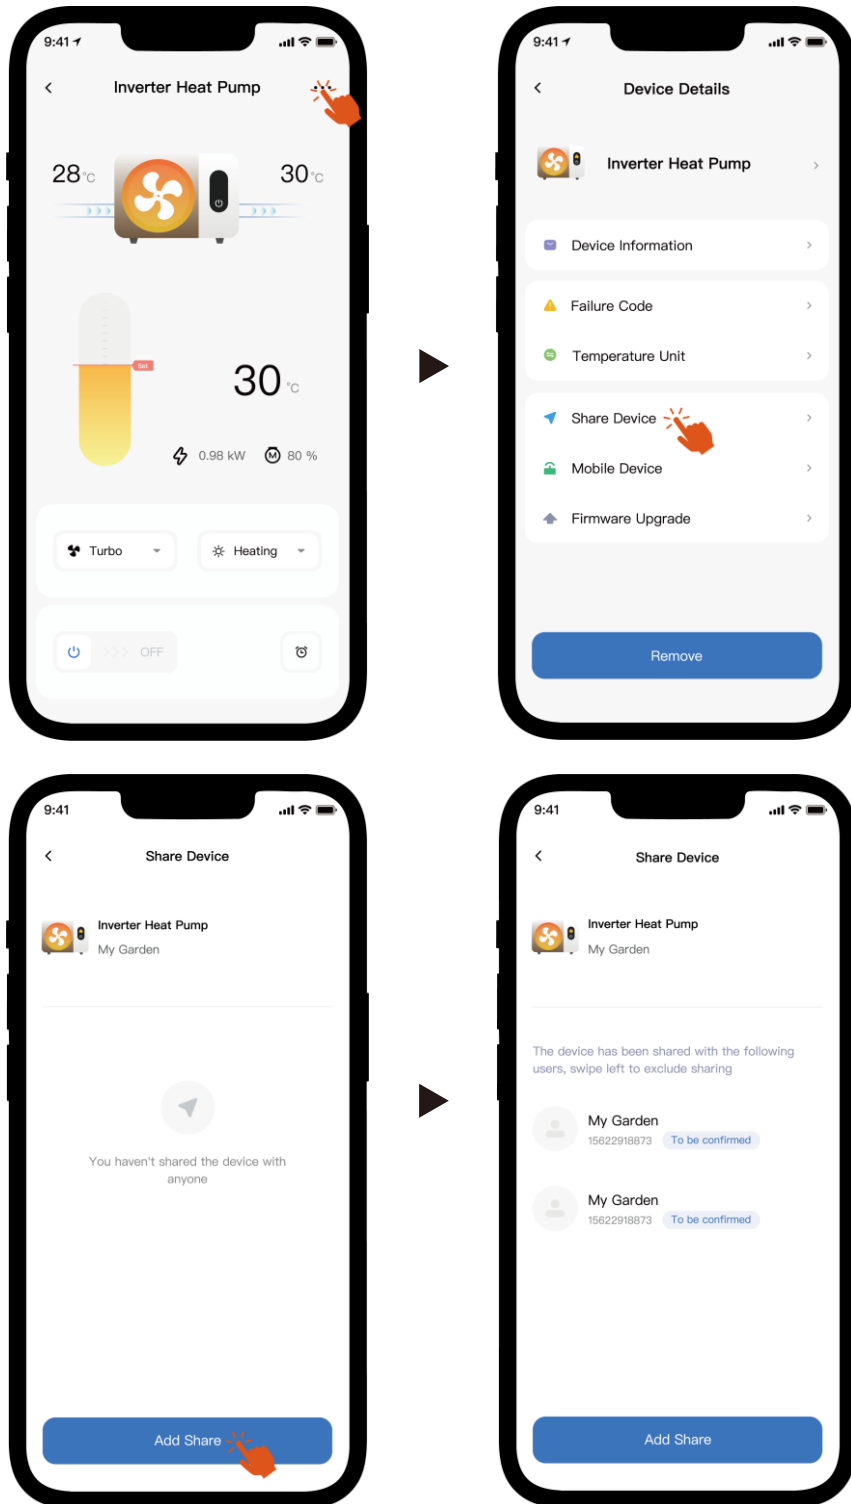 9:41
Inverter Heat Pump
28 °C
30 °C
Set
30 °C
0.98 kW
M 80 %
Turbo
Heating
OFF
9:41
Device Details
Inverter Heat Pump
Device Information
Failure Code
Temperature Unit
Share Device
Mobile Device
Firmware Upgrade
Remove
9:41
Share Device
Inverter Heat Pump
My Garden
You haven't shared the device with
anyone
Add Share
9:41
Share Device
Inverter Heat Pump
My Garden
The device has been shared with the following
users, swipe left to exclude sharing
My Garden
15622918873 To be confirmed
My Garden
15622918873 To be confirmed
Add Share